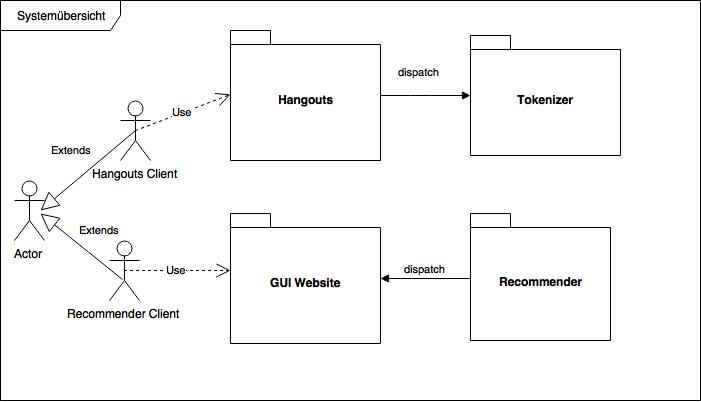 Systemübersicht
Hangouts
dispatch
Tokenizer
Use
Extends
Hangouts Client
Actor
Extends
Recommender Client
Use
GUI Website
dispatch
Recommender